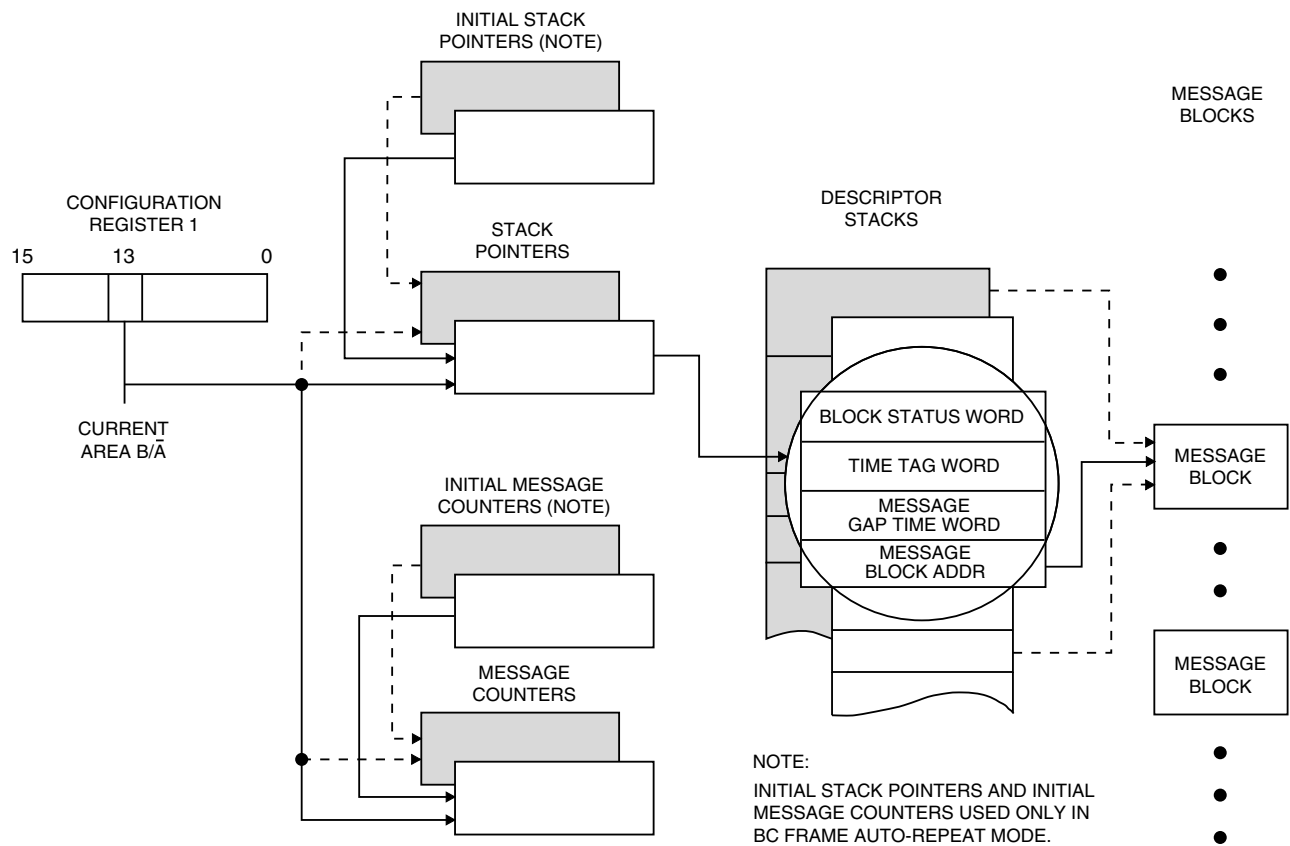 INITIAL STACK
POINTERS (NOTE)
MESSAGE
BLOCKS
CONFIGURATION
REGISTER 1
15 13 0
STACK
POINTERS
DESCRIPTOR
STACKS
CURRENT
AREA B/Ā
BLOCK STATUS WORD
TIME TAG WORD
MESSAGE
GAP TIME WORD
MESSAGE
BLOCK ADDR
MESSAGE
BLOCK
INITIAL MESSAGE
COUNTERS (NOTE)
MESSAGE
COUNTERS
MESSAGE
BLOCK
NOTE:
INITIAL STACK POINTERS AND INITIAL
MESSAGE COUNTERS USED ONLY IN
BC FRAME AUTO-REPEAT MODE.